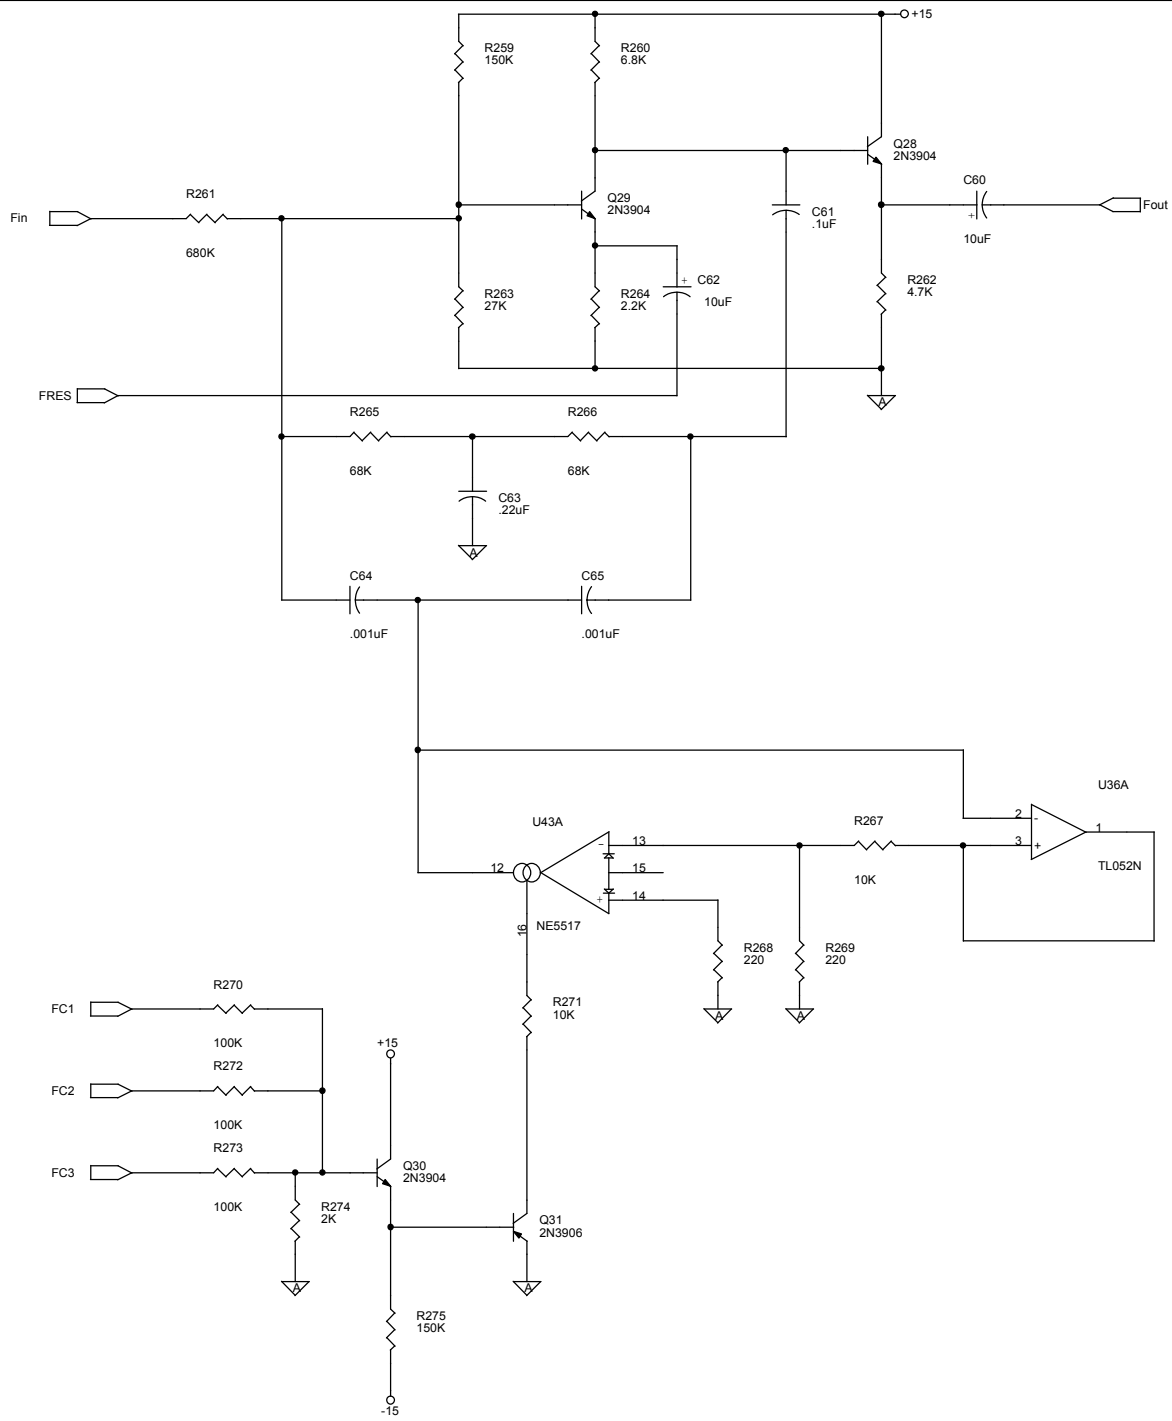 +15
R259
150K
R260
6.8K
Q28
2N3904
R261
Q29
2N3904
C60
+
10uF
Fin
Fout
680K
C61
.1uF
R263
27K
R264
2.2K
+
C62
10uF
R262
4.7K
FRES
A
R265
R266
68K
68K
C63
.22uF
A
C64
C65
.001uF
.001uF
U36A
U43A
R267
2
-
1
3
+
13
-
12
15
TL052N
10K
14
+
16
NE5517
R268
220
R269
220
R270
R271
10K
A
A
FC1
100K
+15
R272
FC2
100K
R273
FC3
Q30
2N3904
100K
R274
2K
Q31
2N3906
A
A
R275
150K
-15